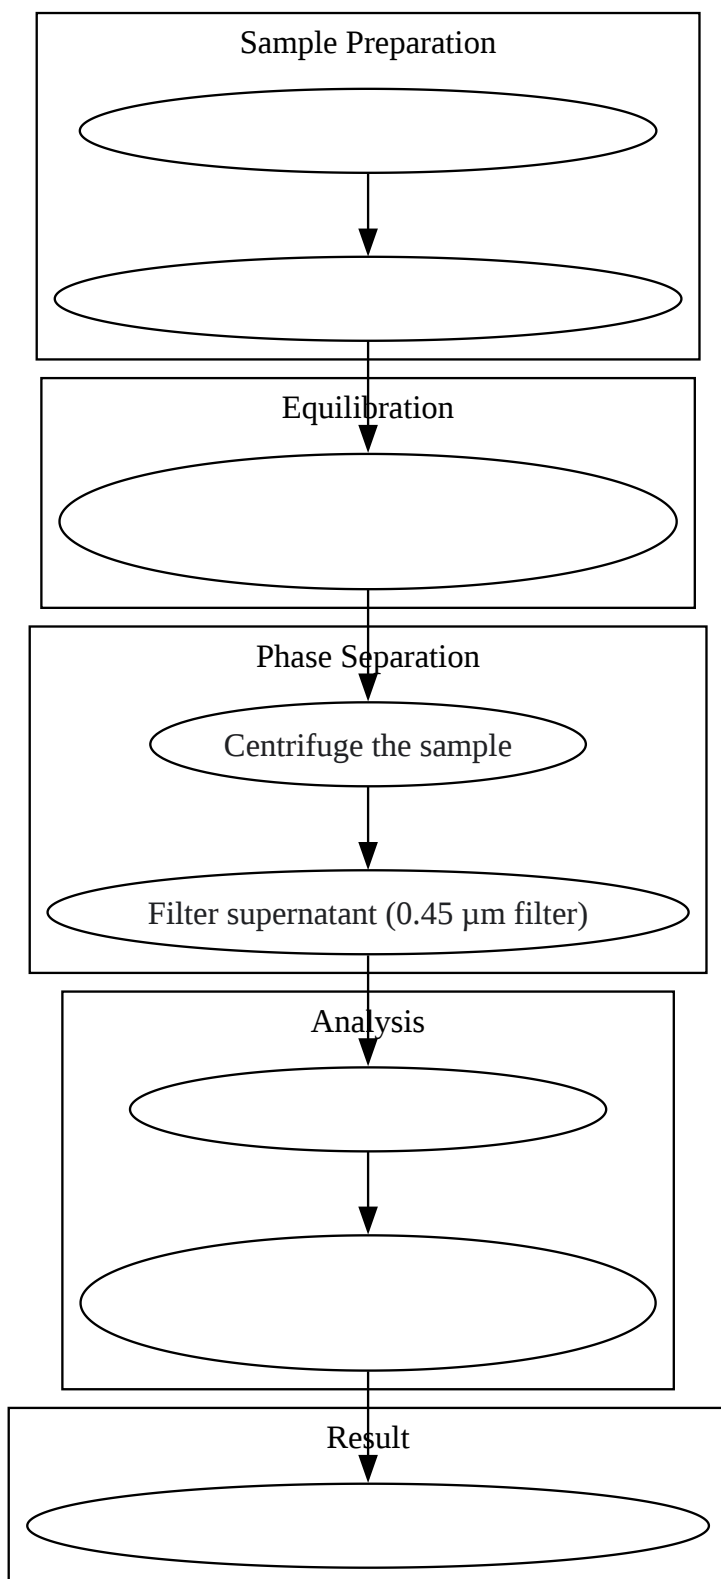 Sample Preparation
Equilibration
Phase Separation
Centrifuge the sample
Filter supernatant (0.45 µm filter)
Analysis
Result